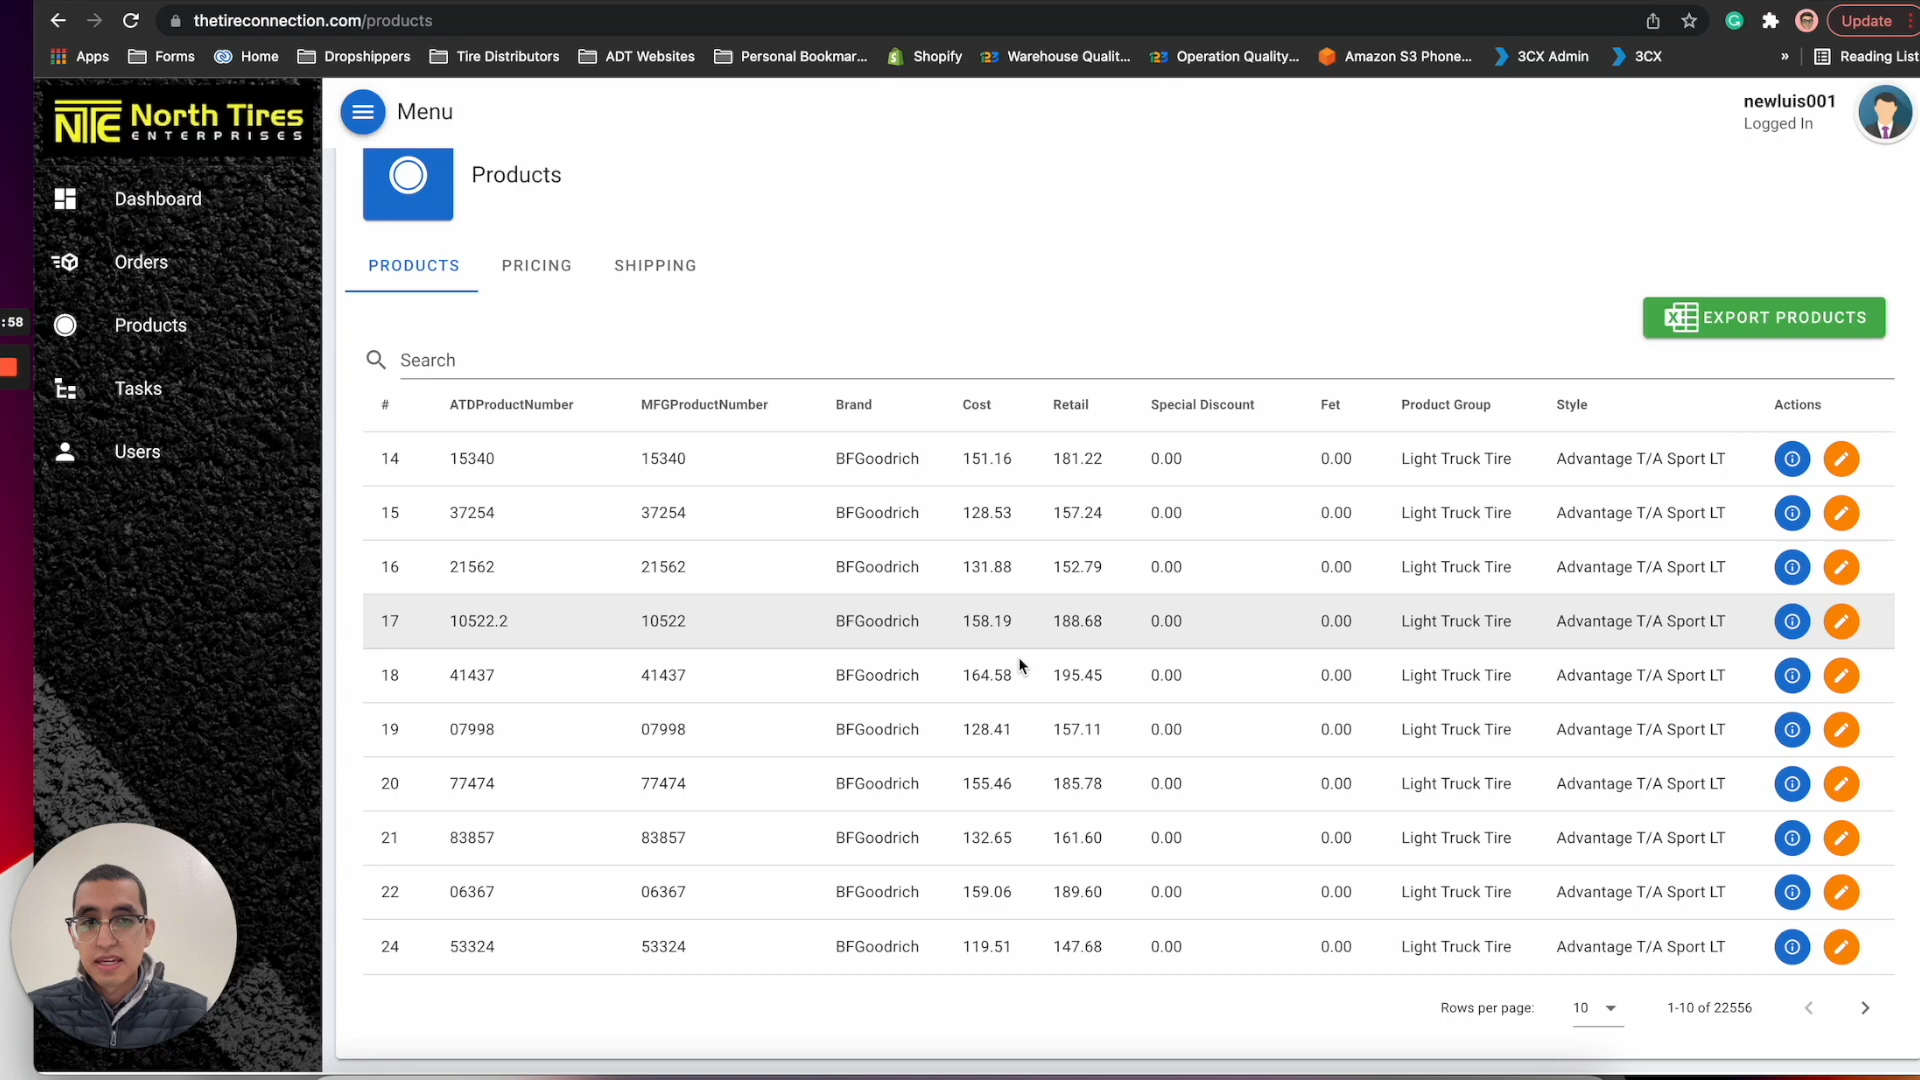 thetireconnection.com/products
Update
Apps Forms Home Dropshippers Tire Distributors ADT Websites Personal Bookmar... Shopify Warehouse Qualit... Operation Quality... Amazon S3 Phone... 3CX Admin 3CX » Reading List
NTE North Tires
ENTERPRISES
Menu
newluis001
Logged In
Dashboard
Orders
Products
Tasks
Users
:58
Products
PRODUCTS PRICING SHIPPING
EXPORT PRODUCTS
Search
# ATDProductNumber MFGProductNumber Brand Cost Retail Special Discount Fet Product Group Style Actions
14 15340 15340 BFGoodrich 151.16 181.22 0.00 0.00 Light Truck Tire Advantage T/A Sport LT
15 37254 37254 BFGoodrich 128.53 157.24 0.00 0.00 Light Truck Tire Advantage T/A Sport LT
16 21562 21562 BFGoodrich 131.88 152.79 0.00 0.00 Light Truck Tire Advantage T/A Sport LT
17 10522.2 10522 BFGoodrich 158.19 188.68 0.00 0.00 Light Truck Tire Advantage T/A Sport LT
18 41437 41437 BFGoodrich 164.58 195.45 0.00 0.00 Light Truck Tire Advantage T/A Sport LT
19 07998 07998 BFGoodrich 128.41 157.11 0.00 0.00 Light Truck Tire Advantage T/A Sport LT
20 77474 77474 BFGoodrich 155.46 185.78 0.00 0.00 Light Truck Tire Advantage T/A Sport LT
21 83857 83857 BFGoodrich 132.65 161.60 0.00 0.00 Light Truck Tire Advantage T/A Sport LT
22 06367 06367 BFGoodrich 159.06 189.60 0.00 0.00 Light Truck Tire Advantage T/A Sport LT
24 53324 53324 BFGoodrich 119.51 147.68 0.00 0.00 Light Truck Tire Advantage T/A Sport LT
Rows per page: 10 1-10 of 22556